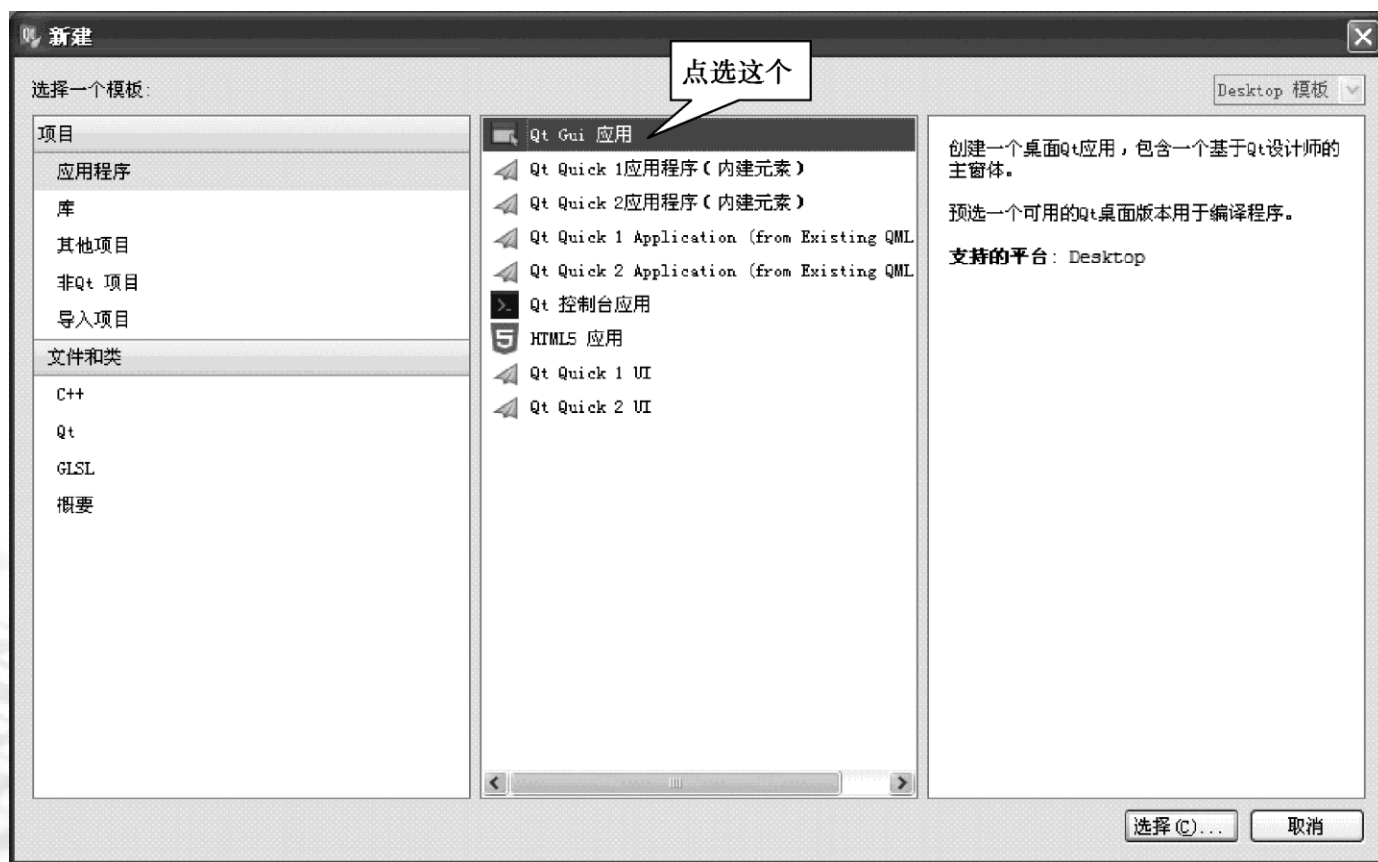 新建
点选这个
选择一个模板:
Desktop 模板
项目
应用程序
库
其他项目
非Qt 项目
导入项目
文件和类
C++
Qt
GLSL
概要
Qt Gui 应用
Qt Quick 1应用程序(内建元素)
Qt Quick 2应用程序(内建元素)
Qt Quick 1 Application (from Existing QML
Qt Quick 2 Application (from Existing QML
Qt 控制台应用
HTML5 应用
Qt Quick 1 UI
Qt Quick 2 UI
创建一个桌面Qt应用，包含一个基于Qt设计师的
主窗体。
预选一个可用的Qt桌面版本用于编译程序。
支持的平台: Desktop
选择(C)...
取消